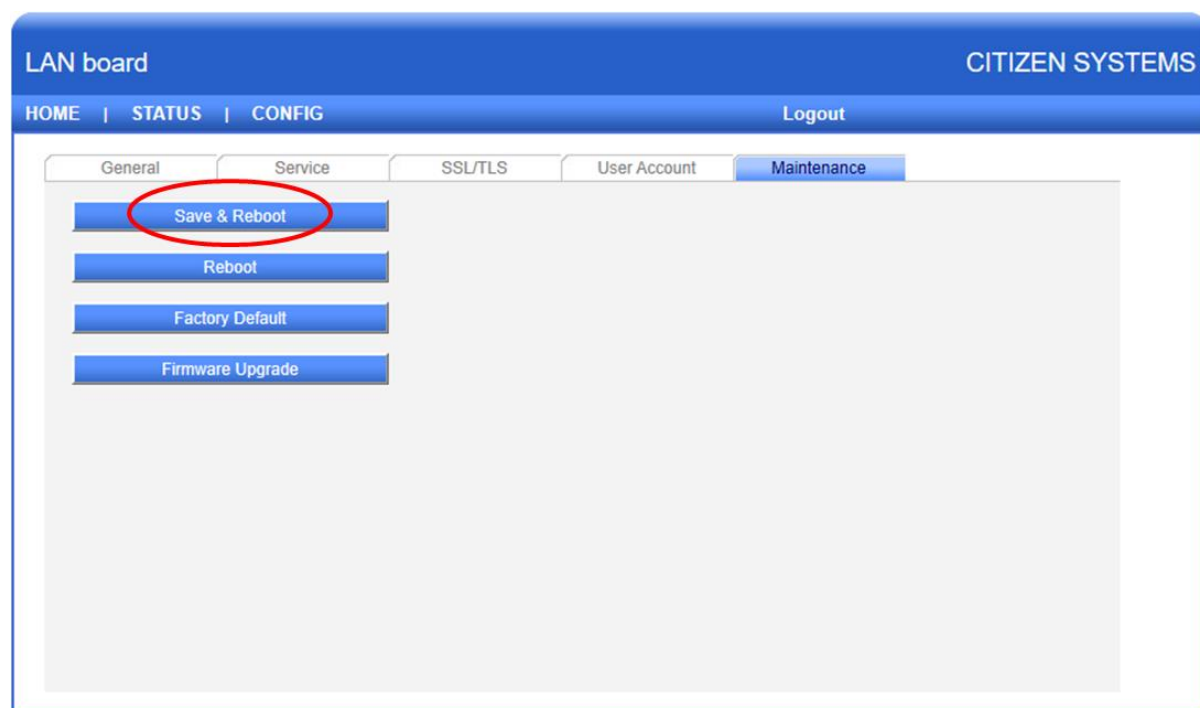 LAN board CITIZEN SYSTEMS
HOME | STATUS | CONFIG Logout
General Service SSL/TLS User Account Maintenance
Save & Reboot
Reboot
Factory Default
Firmware Upgrade